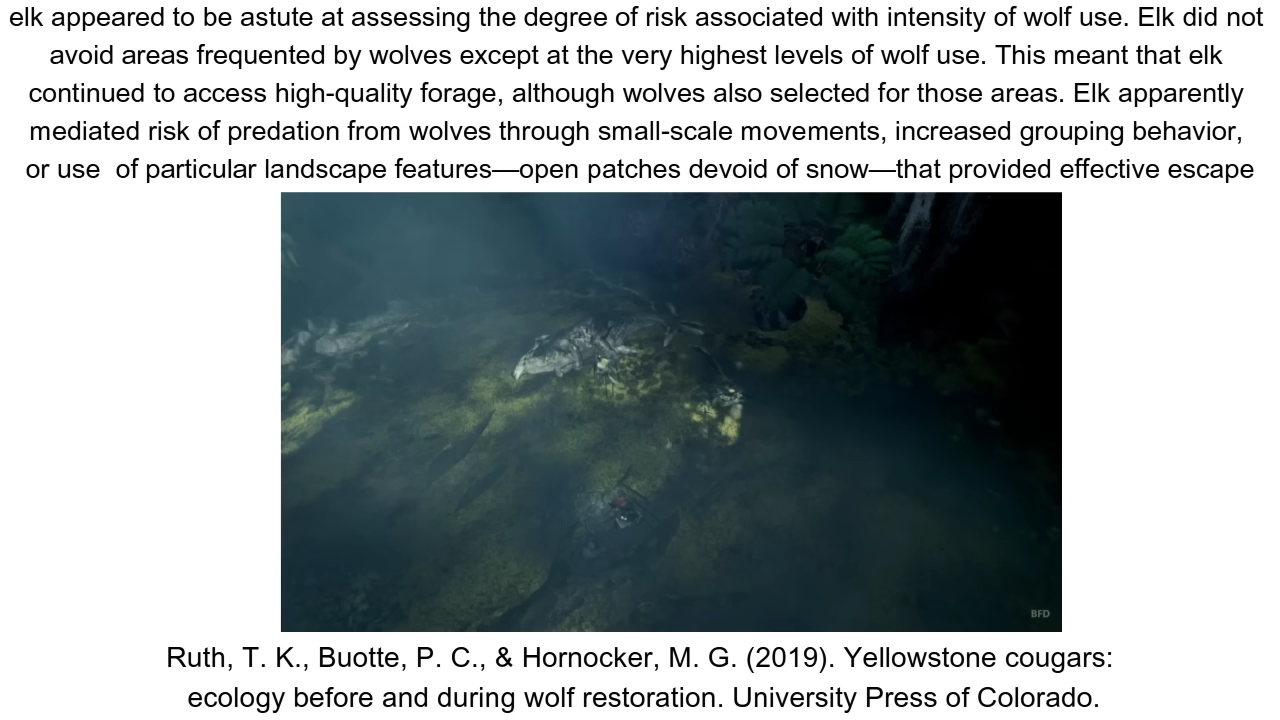 elk appeared to be astute at assessing the degree of risk associated with intensity of wolf use. Elk did not
avoid areas frequented by wolves except at the very highest levels of wolf use. This meant that elk
continued to access high-quality forage, although wolves also selected for those areas. Elk apparently
mediated risk of predation from wolves through small-scale movements, increased grouping behavior,
or use  of particular landscape features—open patches devoid of snow—that provided effective escape
BFD
Ruth, T. K., Buotte, P. C., & Hornocker, M. G. (2019). Yellowstone cougars:
ecology before and during wolf restoration. University Press of Colorado.